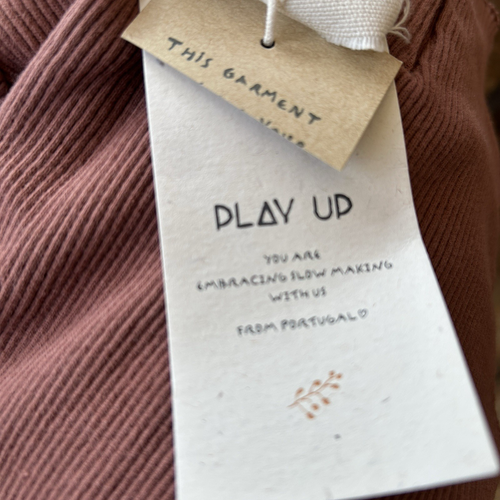 THIS GARMENT
PLAY UP
YOU ARE
EMBRACING SLOW MAKING
WITH US
FROM PORTUGAL♡